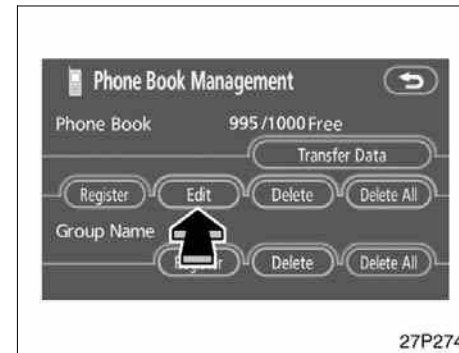 Phone Book Management
Phone Book 995/1000 Free
Transfer Data
Register Edit Delete Delete All
Group Name
Delete Delete All
27P274